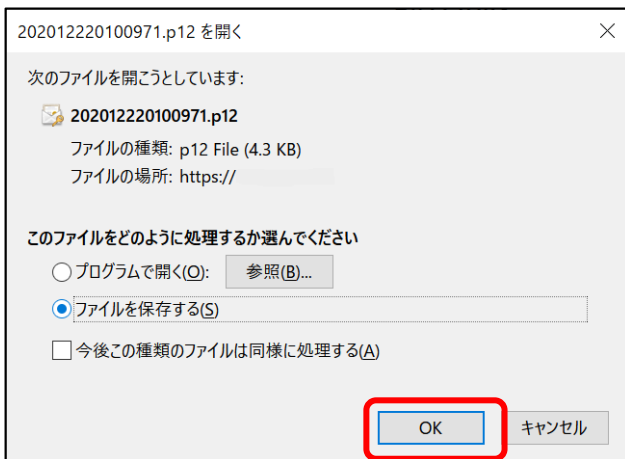 202012220100971.p12 を開く
次のファイルを開こうとしています:
202012220100971.p12
ファイルの種類: p12 File (4.3 KB)
ファイルの場所: https://
このファイルをどのように処理するか選んでください
プログラムで開く(O): 参照(B)...
ファイルを保存する(S)
今後この種類のファイルは同様に処理する(A)
OK キャンセル